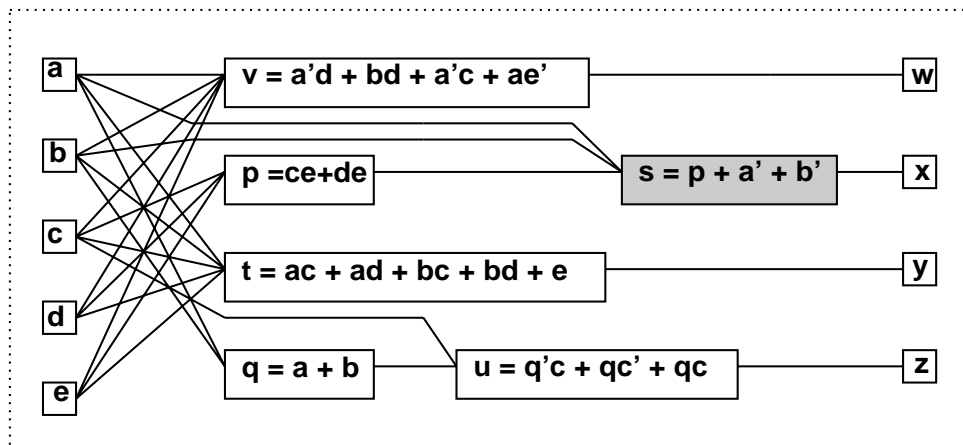 a
v = a’d + bd + a’c + ae’
w
b
p =ce+de
s = p + a’ + b’
x
c
t = ac + ad + bc + bd + e
y
d
q = a + b
u = q’c + qc’ + qc
z
e